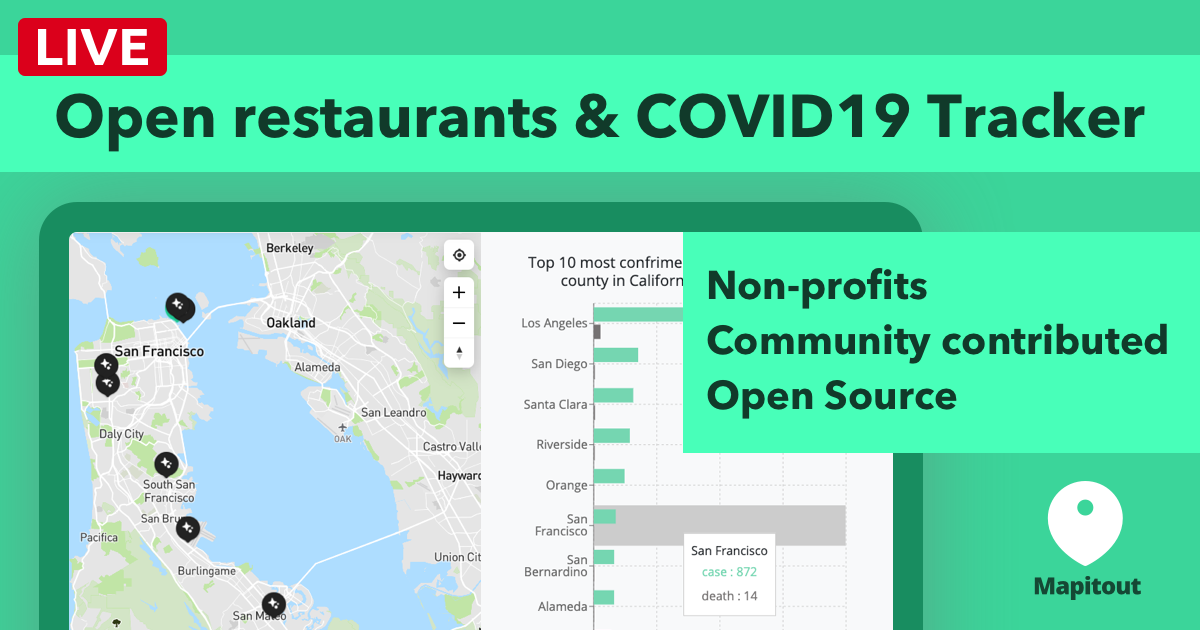 LIVE
Open restaurants & COVID19 Tracker
Berkeley
Oakland
San Francisco
Alameda
San Leandro
OAK
Daly City
Castro Valle
Haywar
South San
Francisco
San Bru
Pacifica
Burlingame
Union Cit
San Mateo
+
−
Top 10 most confrime
county in Californ
Los Angeles
San Diego
Santa Clara
Riverside
Orange
San
Francisco
San
Bernardino
Alameda
San Francisco
case : 872
death : 14
Non-profits
Community contributed
Open Source
Mapitout